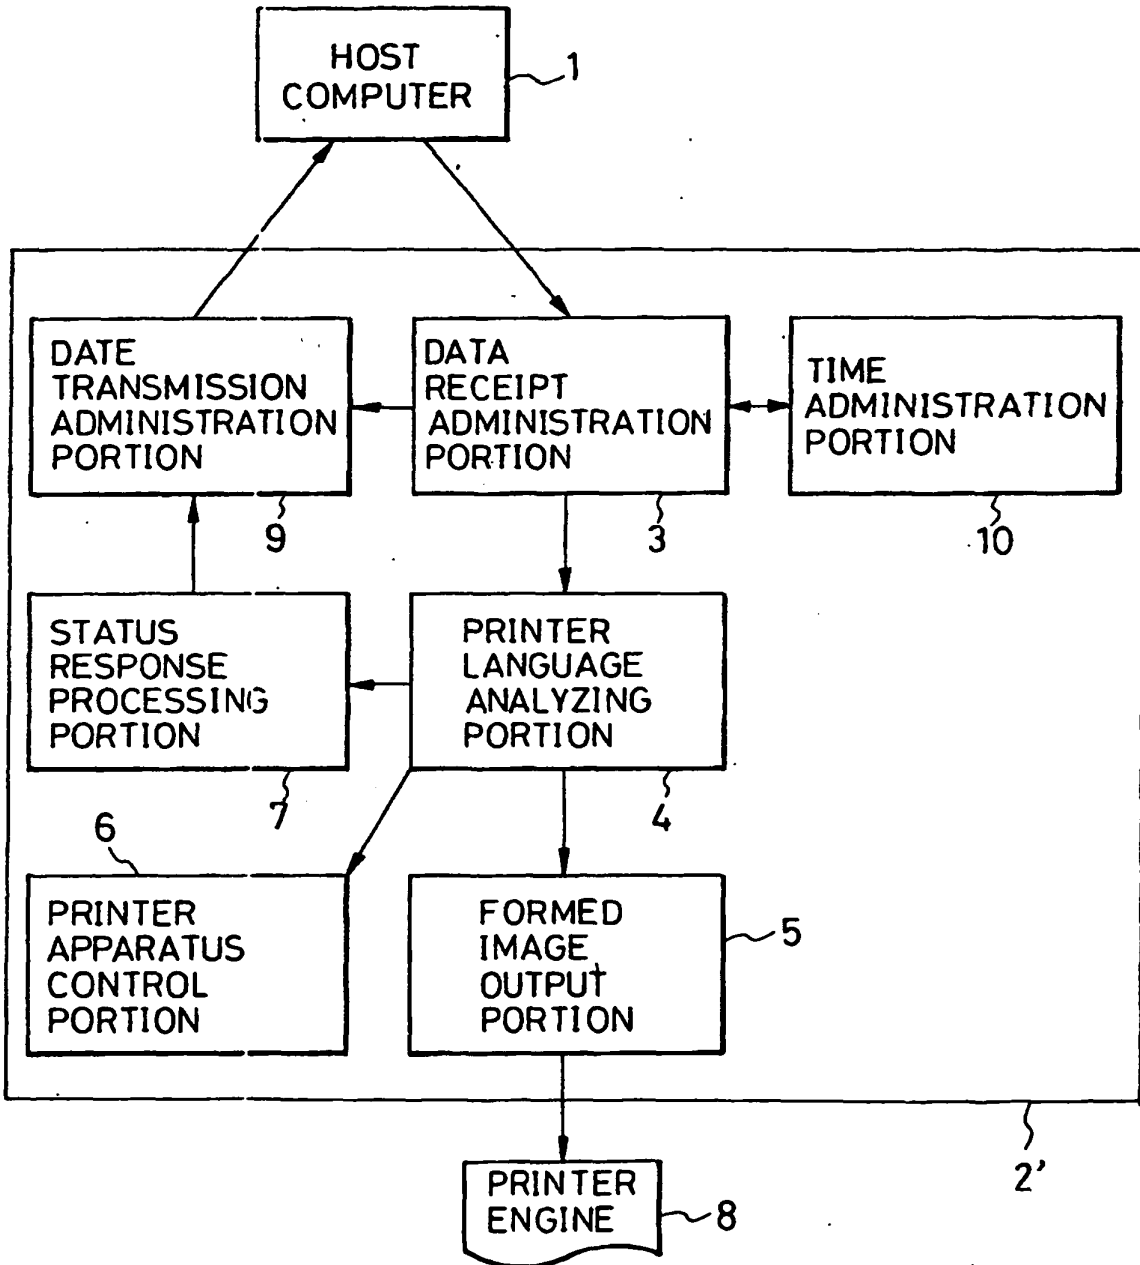 HOST
COMPUTER
1
DATE
TRANSMISSION
ADMINISTRATION
PORTION
9
DATA
RECEIPT
ADMINISTRATION
PORTION
3
TIME
ADMINISTRATION
PORTION
10
STATUS
RESPONSE
PROCESSING
PORTION
7
PRINTER
LANGUAGE
ANALYZING
PORTION
4
6
PRINTER
APPARATUS
CONTROL
PORTION
FORMED
IMAGE
OUTPUT
PORTION
5
2'
PRINTER
ENGINE
8